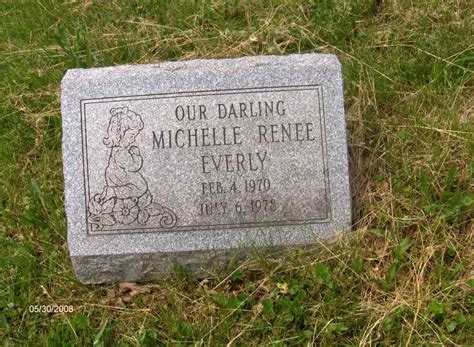 OUR DARLING
MICHELLE RENEE
EVERLY
FEB. 4, 1970
JULY 6, 1978
05/30/2008